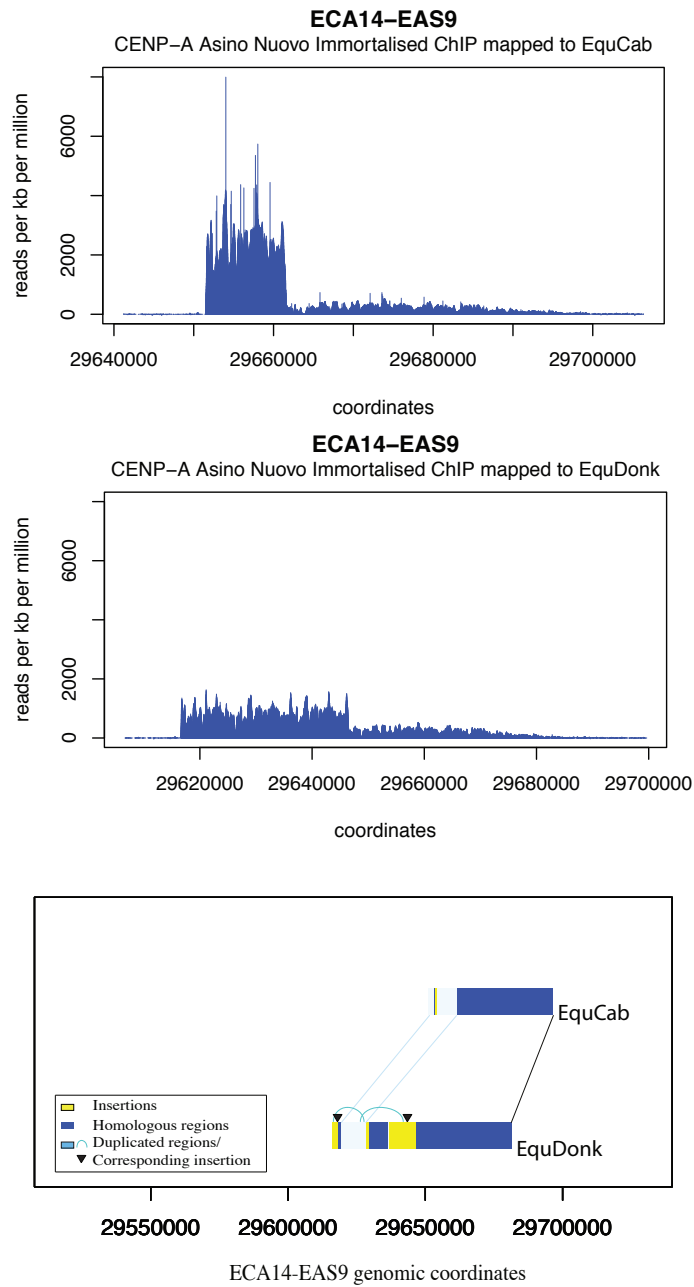 ECA14−EAS9
CENP−A Asino Nuovo Immortalised ChIP mapped to EquCab
reads per kb per million
6000
2000
0
29640000 29660000 29680000 29700000
coordinates
ECA14−EAS9
CENP−A Asino Nuovo Immortalised ChIP mapped to EquDonk
reads per kb per million
6000
2000
0
29620000 29640000 29660000 29680000 29700000
coordinates
EquCab
EquDonk
Insertions
Homologous regions
Duplicated regions/
Corresponding insertion
29550000 29600000 29650000 29700000
ECA14-EAS9 genomic coordinates